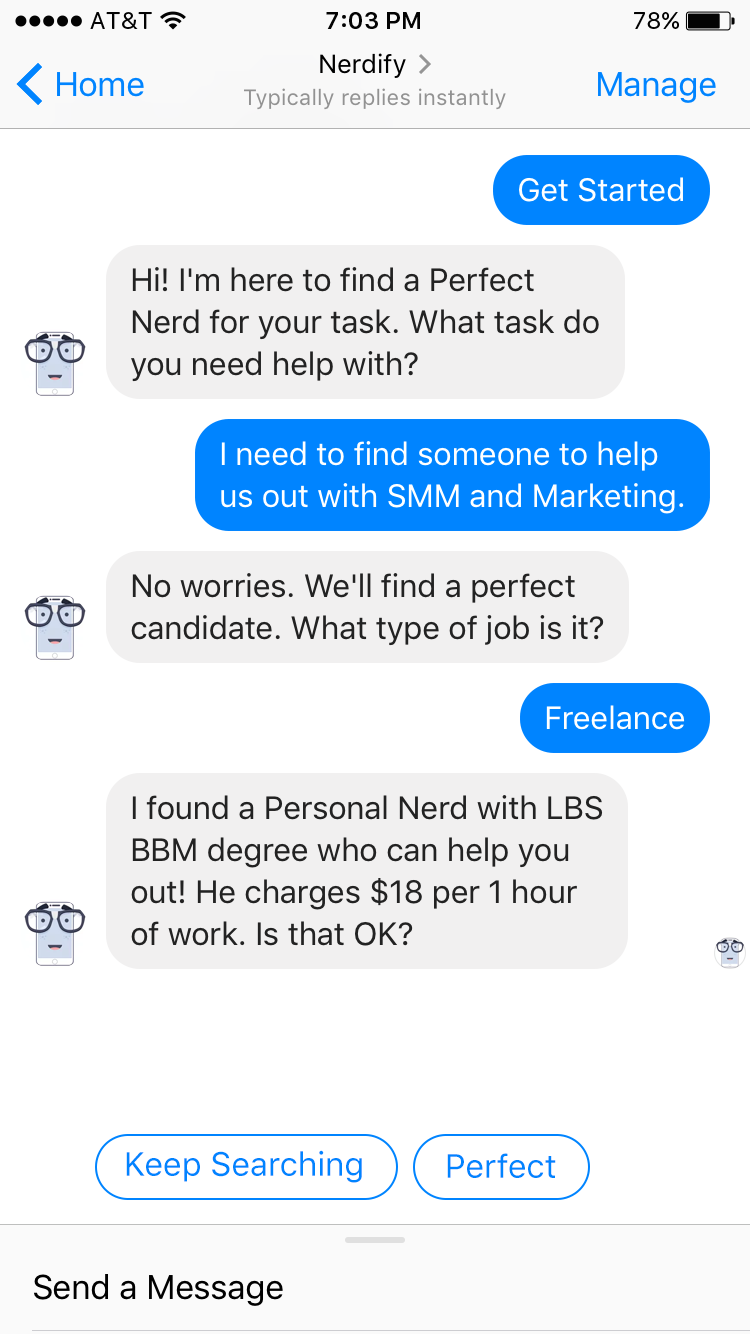 AT&T 7:03 PM 78%
Home Nerdify Manage
Typically replies instantly
Get Started
Hi! I'm here to find a Perfect
Nerd for your task. What task do
you need help with?
I need to find someone to help
us out with SMM and Marketing.
No worries. We'll find a perfect
candidate. What type of job is it?
Freelance
I found a Personal Nerd with LBS
BBM degree who can help you
out! He charges $18 per 1 hour
of work. Is that OK?
Keep Searching Perfect
Send a Message